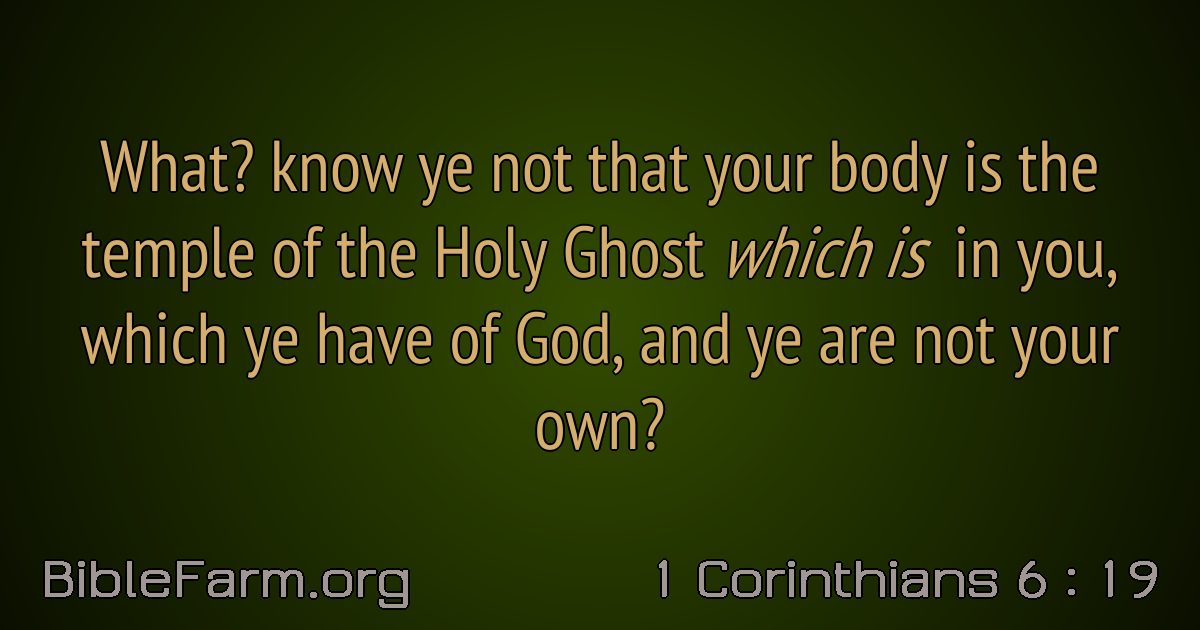 What? know ye not that your body is the
temple of the Holy Ghost which is in you,
which ye have of God, and ye are not your
own?
BibleFarm.org
1 Corinthians 6 : 19